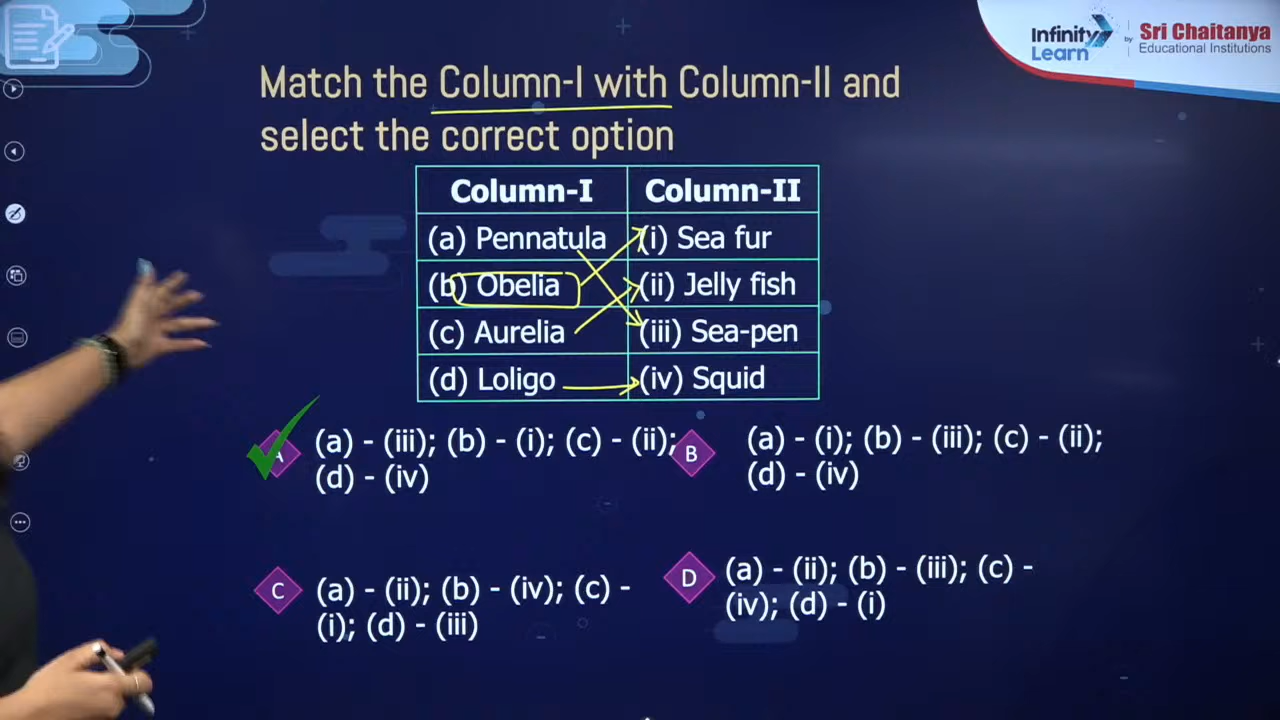 Infinity Learn by Sri Chaitanya Educational Institutions
Match the Column-I with Column-II and
select the correct option
Column-I Column-II
(a) Pennatula (i) Sea fur
(b) Obelia (ii) Jelly fish
(c) Aurelia (iii) Sea-pen
(d) Loligo (iv) Squid
A (a) - (iii); (b) - (i); (c) - (ii);
(d) - (iv)
B (a) - (i); (b) - (iii); (c) - (ii);
(d) - (iv)
C (a) - (ii); (b) - (iv); (c) -
(i); (d) - (iii)
D (a) - (ii); (b) - (iii); (c) -
(iv); (d) - (i)